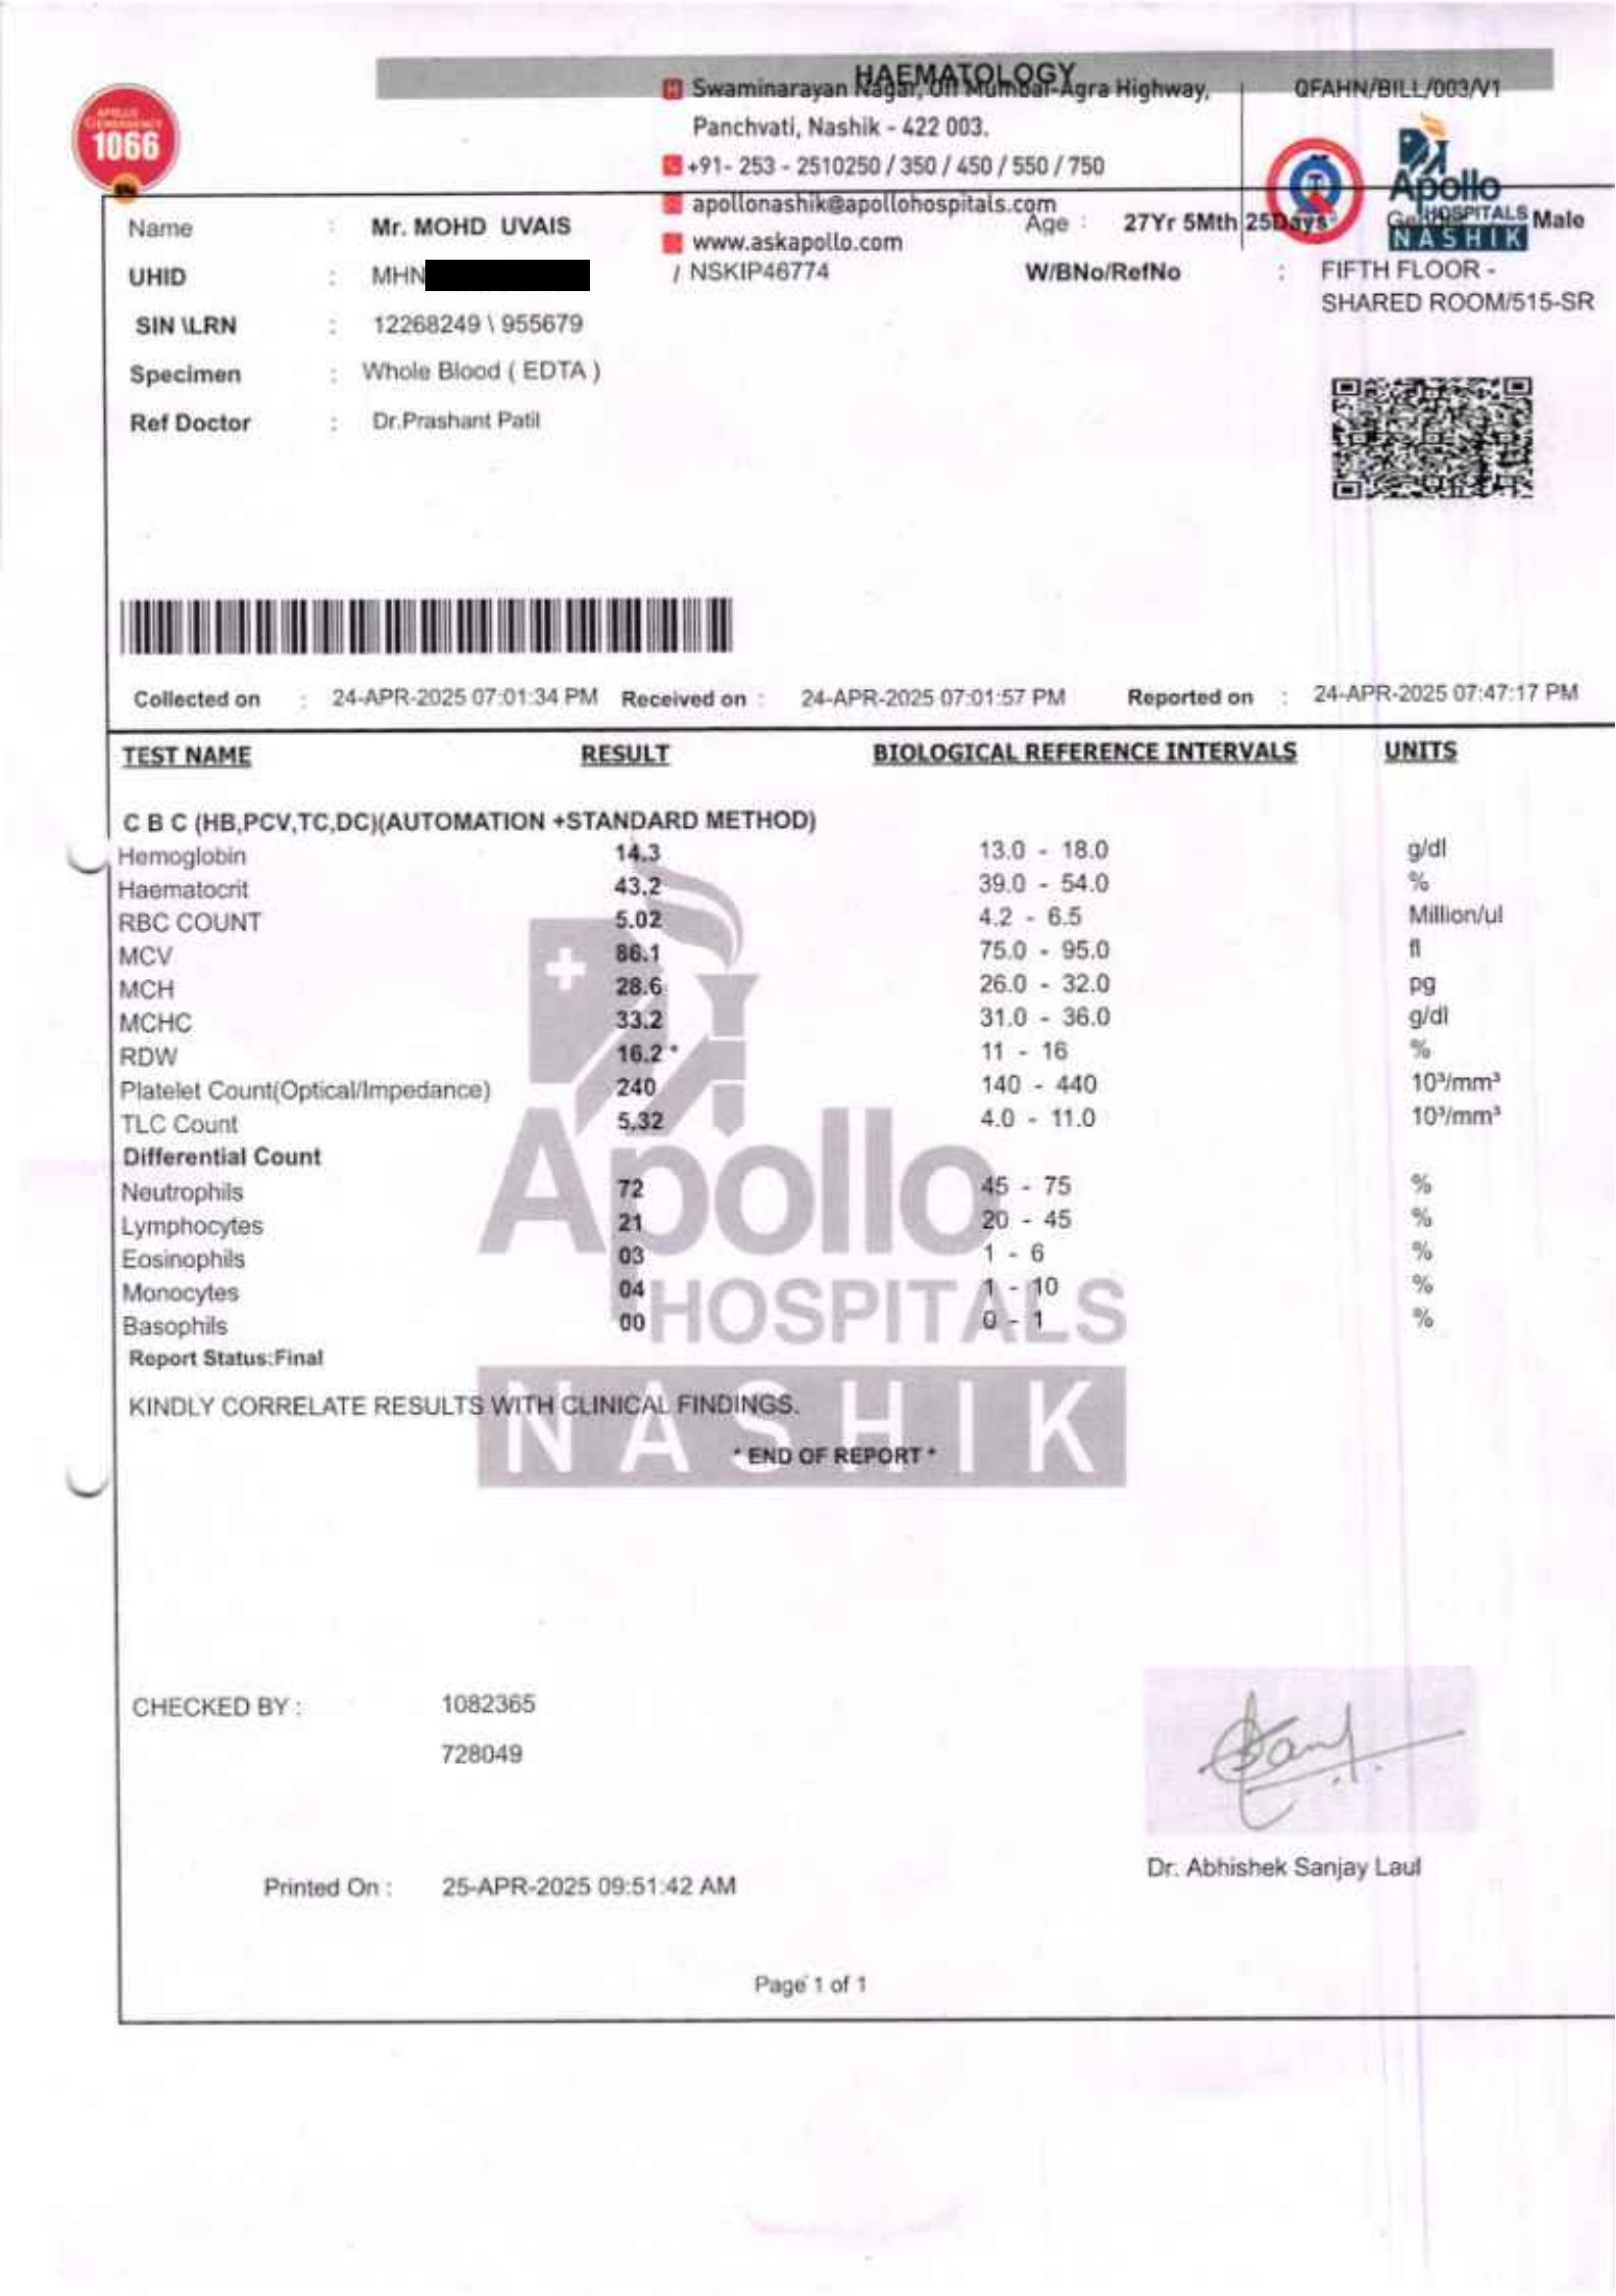 HAEMATOLOGY
Swaminarayan Nagar, Off Mumbai-Agra Highway,
Panchvati, Nashik - 422 003.
+91- 253 - 2510250 / 350 / 450 / 550 / 750
apollonashik@apollohospitals.com
www.askapollo.com
QFAHN/BILL/003/V1
APOLLO
EMERGENCY
1066
Apollo
HOSPITALS
NASHIK
Name : Mr. MOHD UVAIS Age : 27Yr 5Mth 25Days Male
UHID : MHN / NSKIP46774 W/BNo/RefNo : FIFTH FLOOR -
SHARED ROOM/515-SR
SIN \LRN : 12268249 \ 955679
Specimen : Whole Blood ( EDTA )
Ref Doctor : Dr.Prashant Patil
Collected on : 24-APR-2025 07:01:34 PM Received on : 24-APR-2025 07:01:57 PM Reported on : 24-APR-2025 07:47:17 PM
TEST NAME RESULT BIOLOGICAL REFERENCE INTERVALS UNITS
C B C (HB,PCV,TC,DC)(AUTOMATION +STANDARD METHOD)
Hemoglobin 14.3 13.0 - 18.0 g/dl
Haematocrit 43.2 39.0 - 54.0 %
RBC COUNT 5.02 4.2 - 6.5 Million/ul
MCV 86.1 75.0 - 95.0 fl
MCH 28.6 26.0 - 32.0 pg
MCHC 33.2 31.0 - 36.0 g/dl
RDW 16.2 * 11 - 16 %
Platelet Count(Optical/Impedance) 240 140 - 440 10³/mm³
TLC Count 5.32 4.0 - 11.0 10³/mm³
Differential Count
Neutrophils 72 45 - 75 %
Lymphocytes 21 20 - 45 %
Eosinophils 03 1 - 6 %
Monocytes 04 1 - 10 %
Basophils 00 0 - 1 %
Report Status:Final
KINDLY CORRELATE RESULTS WITH CLINICAL FINDINGS.
* END OF REPORT *
Apollo
HOSPITALS
NASHIK
CHECKED BY : 1082365
728049
Dr. Abhishek Sanjay Laul
Printed On : 25-APR-2025 09:51:42 AM
Page 1 of 1